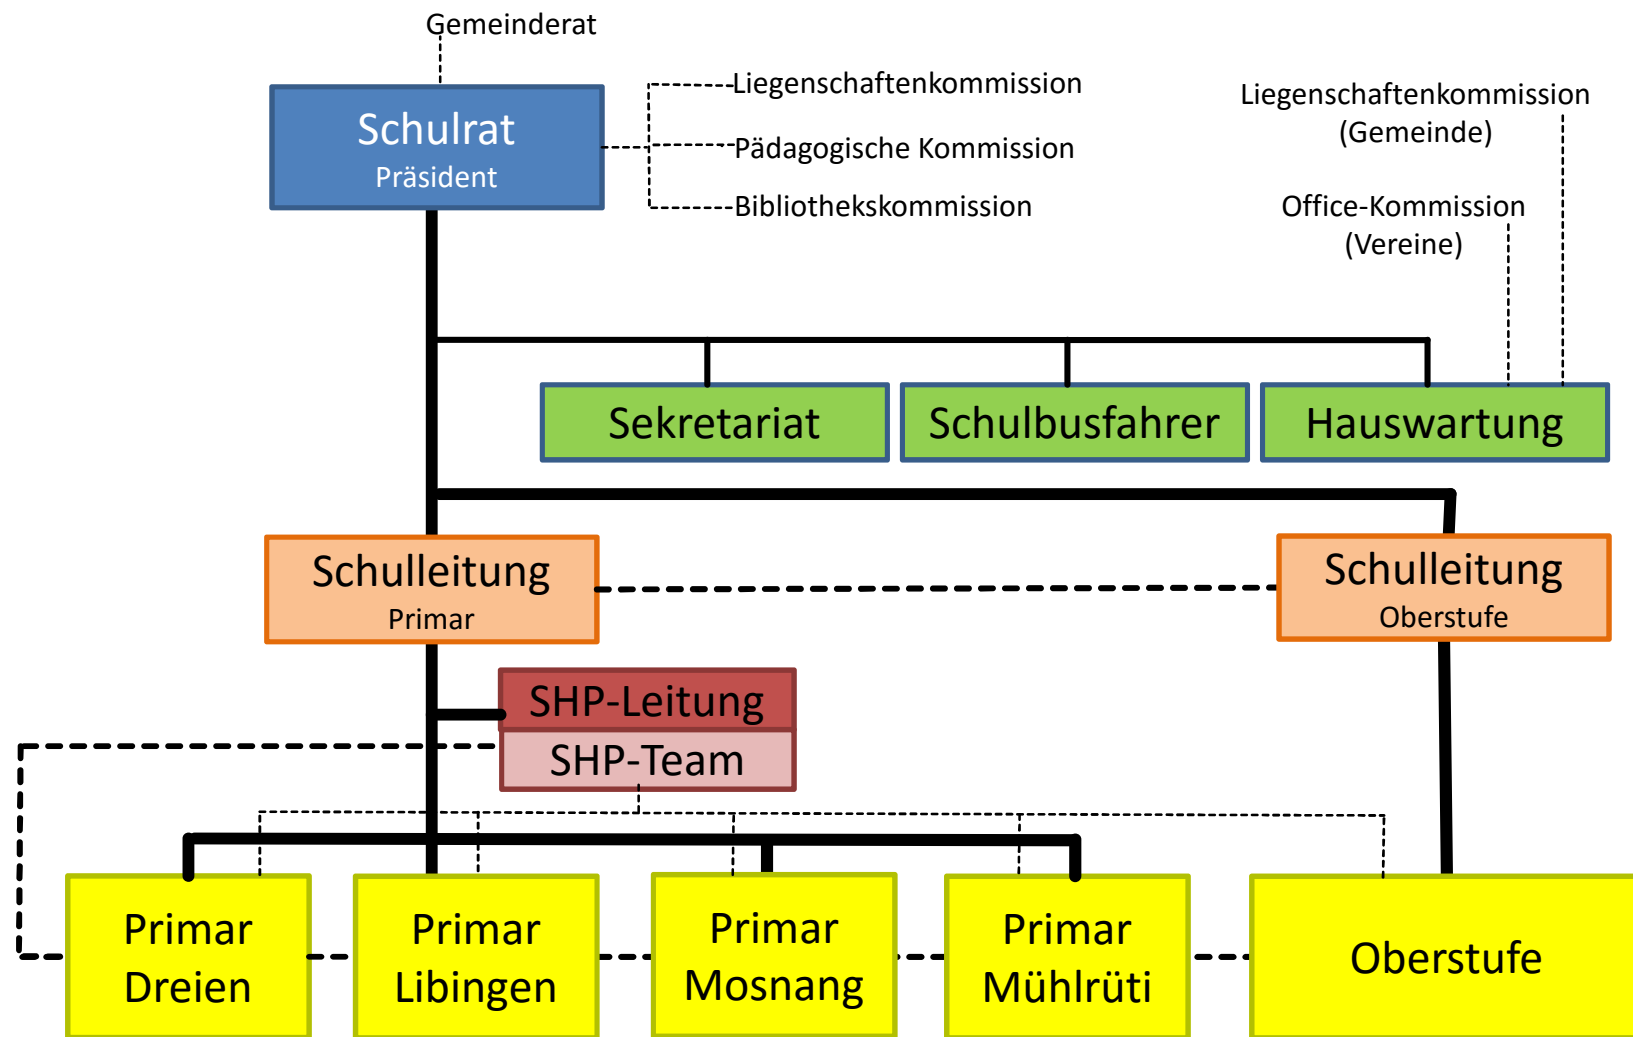 Gemeinderat
Schulrat
Präsident
Liegenschaftenkommission
Pädagogische Kommission
Bibliothekskommission
Liegenschaftenkommission
(Gemeinde)
Office-Kommission
(Vereine)
Sekretariat
Schulbusfahrer
Hauswartung
Schulleitung
Primar
Schulleitung
Oberstufe
SHP-Leitung
SHP-Team
Primar
Dreien
Primar
Libingen
Primar
Mosnang
Primar
Mühlrüti
Oberstufe